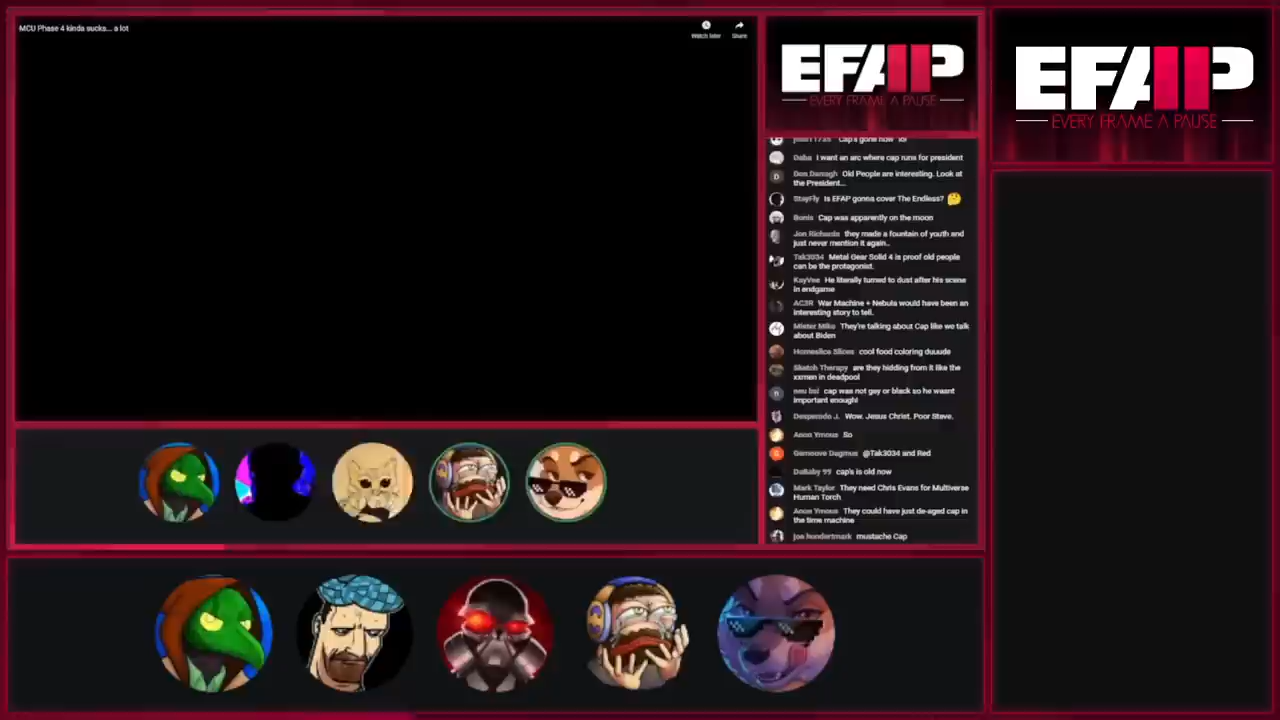 MCU Phase 4 kinda sucks... a lot
Watch later
Share
EFAP
EVERY FRAME A PAUSE
EFAP
EVERY FRAME A PAUSE
Cap's gone now lol
Daba I want an arc where cap runs for president
Don Darragh Old People are interesting. Look at
the President...
StayFly Is EFAP gonna cover The Endless? 🤔
Bonis Cap was apparently on the moon
Jon Richards they made a fountain of youth and
just never mention it again..
Tak3034 Metal Gear Solid 4 is proof old people
can be the protagonist.
KayVee He literally turned to dust after his scene
in endgame
AC3R War Machine + Nebula would have been an
interesting story to tell.
Mister Miko They're talking about Cap like we talk
about Biden
Homeslice Slices cool food coloring duuude
Sketch Therapy are they hidding from it like the
xxmen in deadpool
cap was not gey or black so he wasnt
important enough!
Desperado J. Wow. Jesus Christ. Poor Steve.
Anon Ymous So
Dagmus @Tak3034 and Red
DaBaby 99 cap's is old now
Mark Taylor They need Chris Evans for Multiverse
Human Torch
Anon Ymous They could have just de-aged cap in
the time machine
joe hundertmark mustache Cap